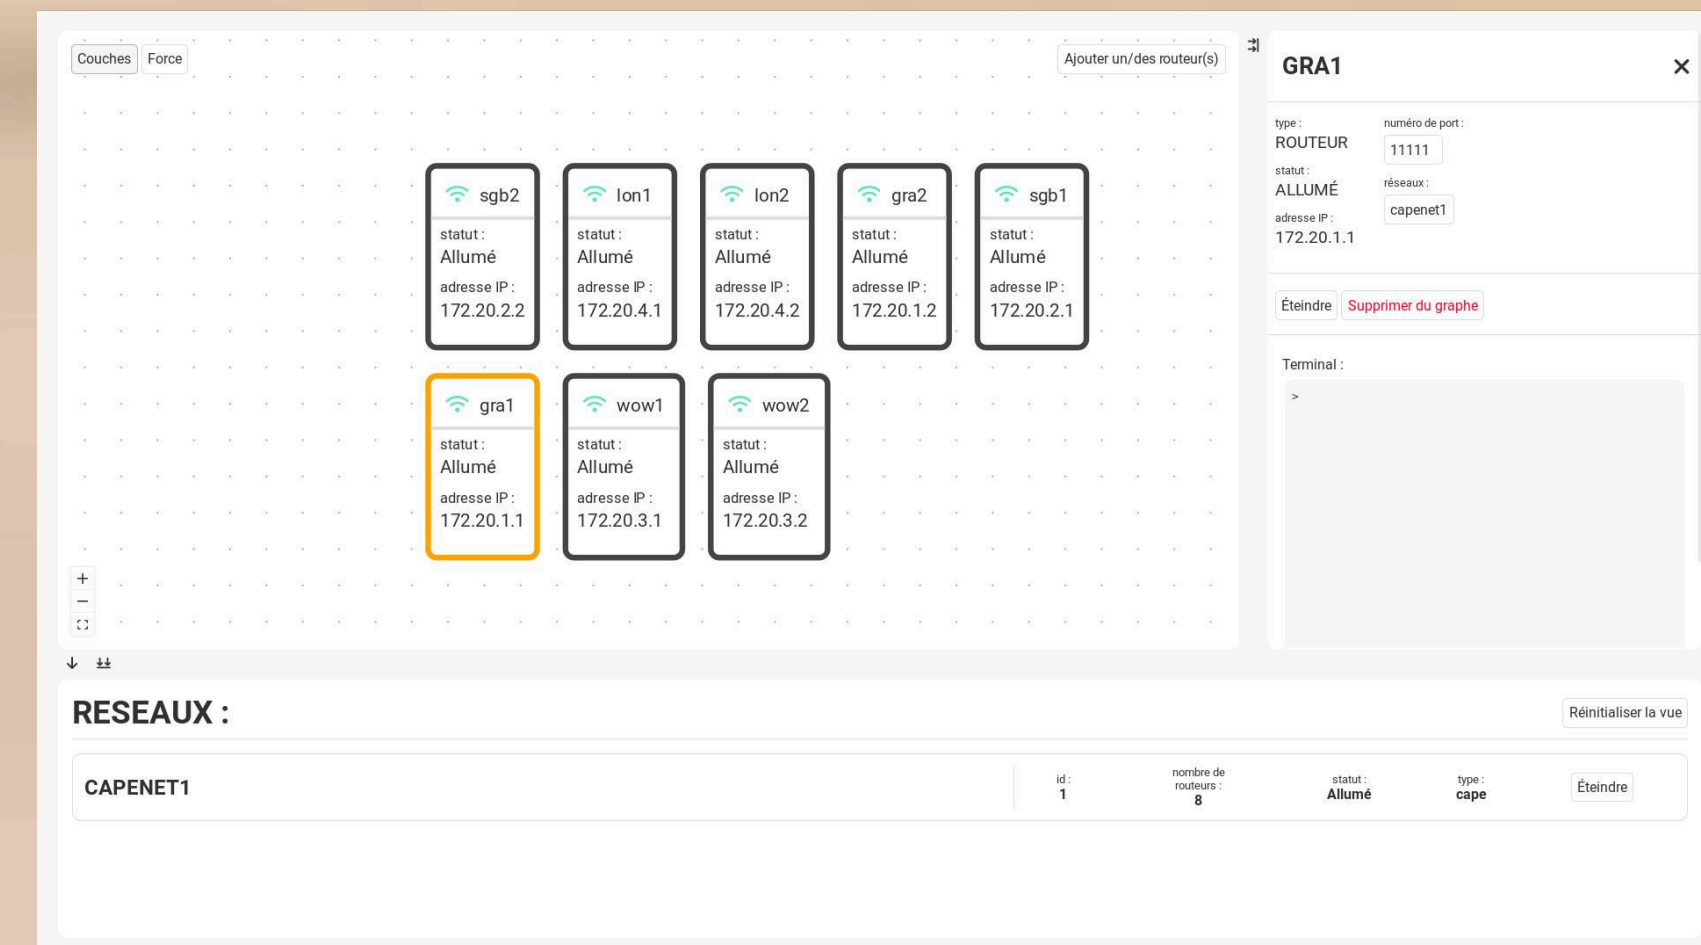 Couches Force
Ajouter un/des routeur(s)
sgb2
statut :
Allumé
adresse IP :
172.20.2.2
lon1
statut :
Allumé
adresse IP :
172.20.4.1
lon2
statut :
Allumé
adresse IP :
172.20.4.2
gra2
statut :
Allumé
adresse IP :
172.20.1.2
sgb1
statut :
Allumé
adresse IP :
172.20.2.1
gra1
statut :
Allumé
adresse IP :
172.20.1.1
wow1
statut :
Allumé
adresse IP :
172.20.3.1
wow2
statut :
Allumé
adresse IP :
172.20.3.2
GRA1
type :
ROUTEUR
statut :
ALLUMÉ
adresse IP :
172.20.1.1
numéro de port :
11111
réseaux :
capenet1
Éteindre Supprimer du graphe
Terminal :
>
RESEAUX :
Réinitialiser la vue
CAPENET1
id :
1
nombre de
routeurs :
8
statut :
Allumé
type :
cape
Éteindre